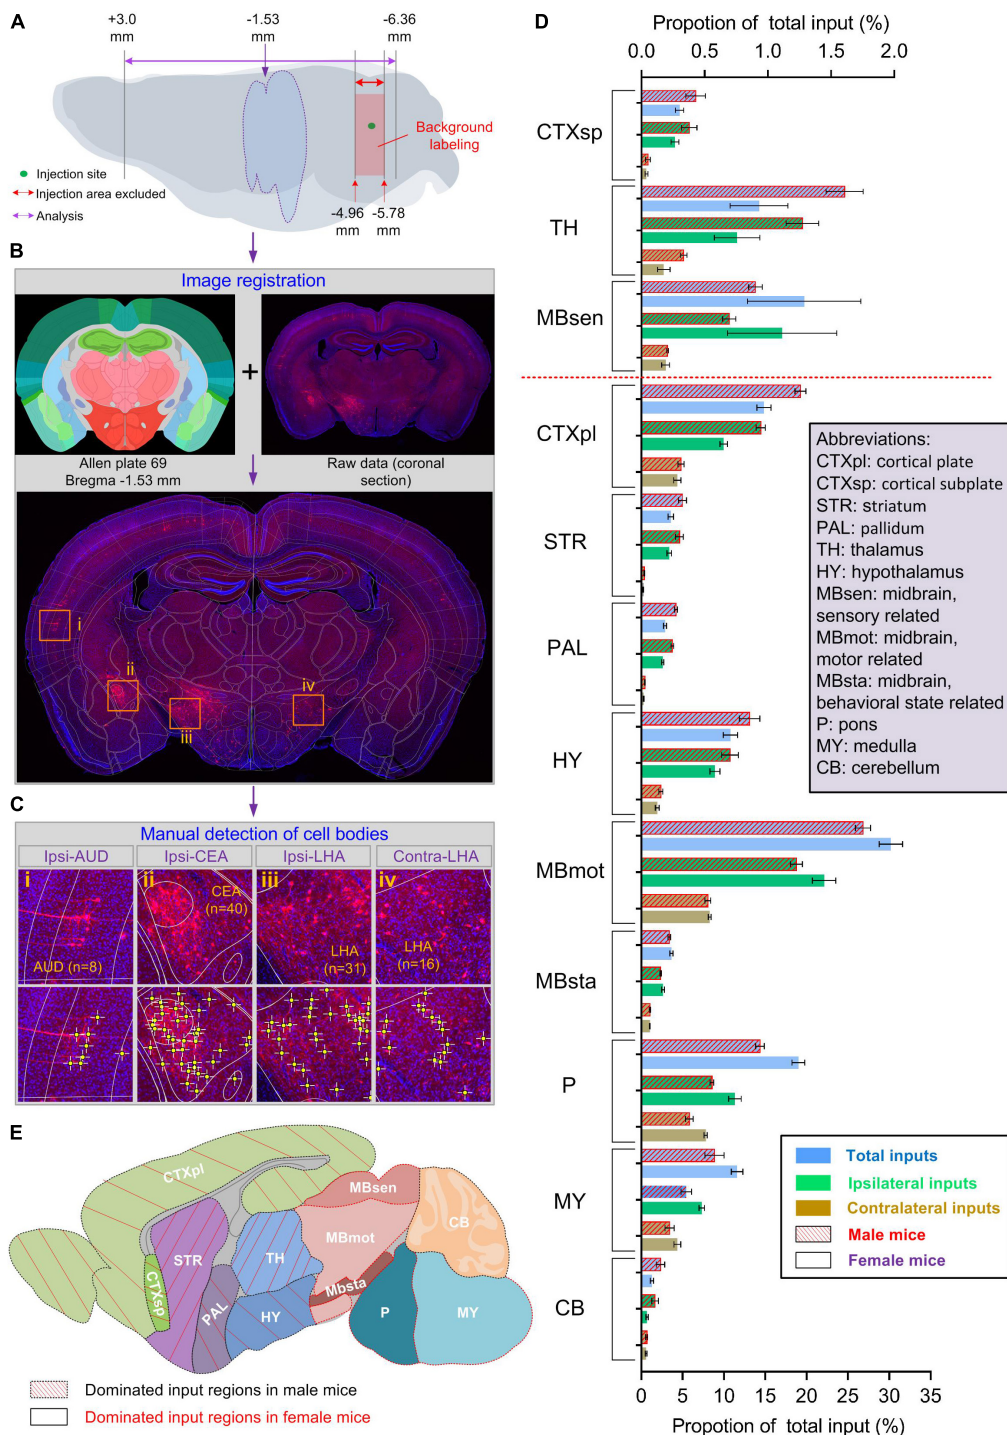 A
+3.0
mm
-1.53
mm
-6.36
mm
Background
labeling
Injection site
Injection area excluded
Analysis
-4.96
mm
-5.78
mm
B
Image registration
+
Allen plate 69
Bregma -1.53 mm
Raw data (coronal
section)
i
ii
iii
iv
C
Manual detection of cell bodies
Ipsi-AUD
Ipsi-CEA
Ipsi-LHA
Contra-LHA
i
AUD (n=8)
ii
CEA
(n=40)
iii
LHA
(n=31)
iv
LHA
(n=16)
E
CTXpl
CTXsp
STR
PAL
TH
HY
MBsen
MBmot
Mbsta
CB
P
MY
Dominated input regions in male mice
Dominated input regions in female mice
D
Propotion of total input (%)
0.0 0.5 1.0 1.5 2.0
CTXsp
TH
MBsen
CTXpl
STR
PAL
HY
MBmot
MBsta
P
MY
CB
Abbreviations:
CTXpl: cortical plate
CTXsp: cortical subplate
STR: striatum
PAL: pallidum
TH: thalamus
HY: hypothalamus
MBsen: midbrain,
sensory related
MBmot: midbrain,
motor related
MBsta: midbrain,
behavioral state related
P: pons
MY: medulla
CB: cerebellum
Total inputs
Ipsilateral inputs
Contralateral inputs
Male mice
Female mice
0 5 10 15 20 25 30 35
Propotion of total input (%)